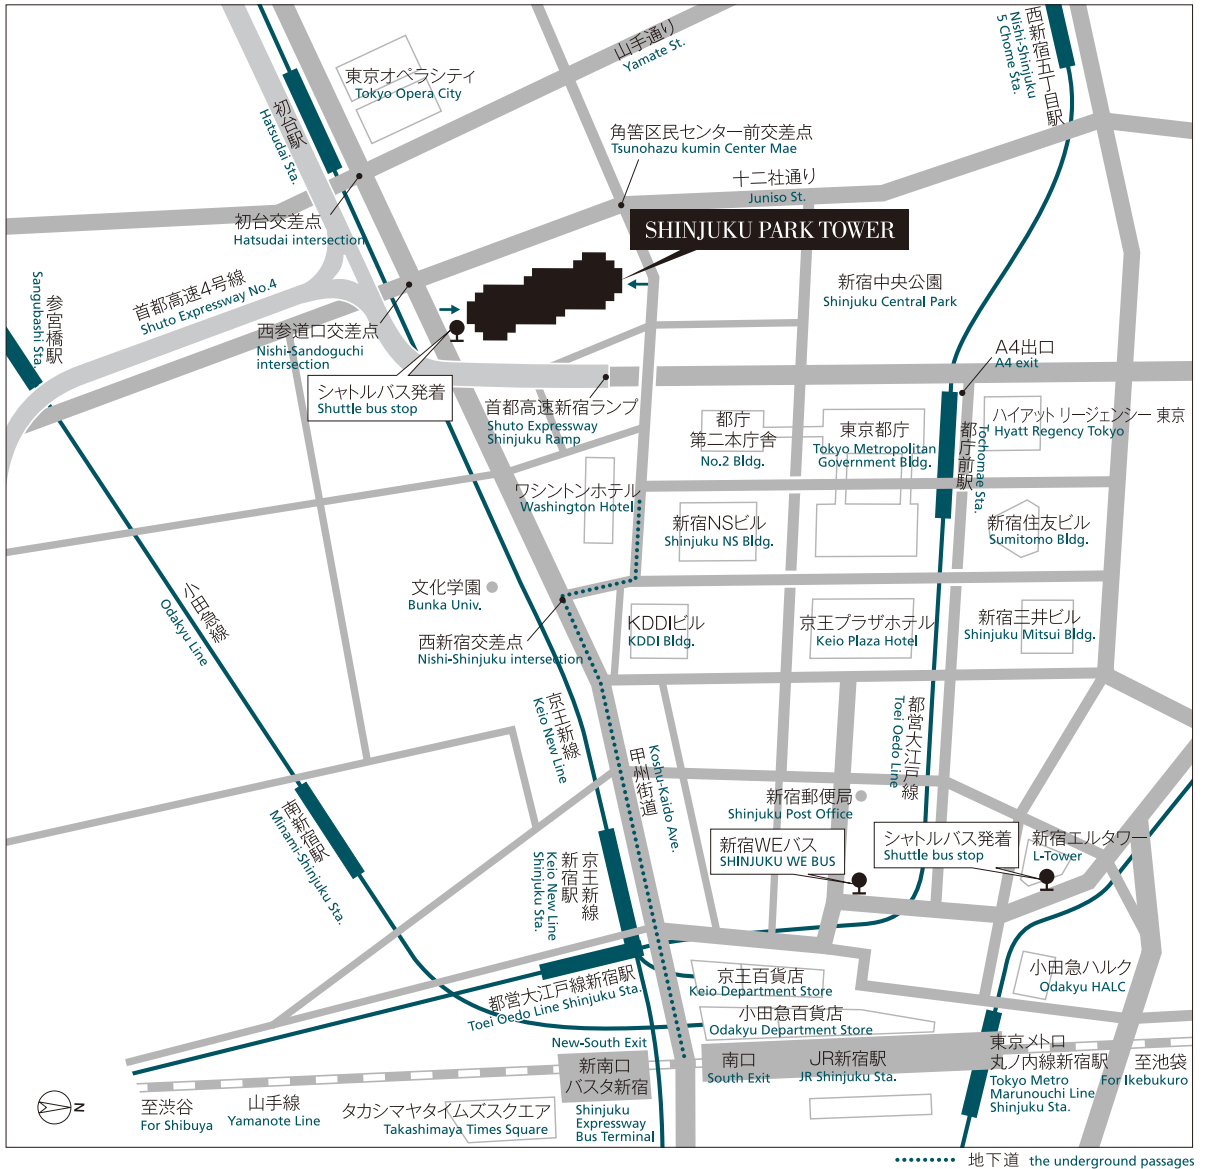 山手通り
Yamate St.
西新宿五丁目駅
Nishi-Shinjuku
5 Chome Sta.
東京オペラシティ
Tokyo Opera City
初台駅
Hatsudai Sta.
角筈区民センター前交差点
Tsunohazu kumin Center Mae
十二社通り
Juniso St.
初台交差点
Hatsudai intersection
SHINJUKU PARK TOWER
参宮橋駅
Sangubashi Sta.
首都高速4号線
Shuto Expressway No.4
新宿中央公園
Shinjuku Central Park
西参道口交差点
Nishi-Sandoguchi
intersection
A4出口
A4 exit
シャトルバス発着
Shuttle bus stop
首都高速新宿ランプ
Shuto Expressway
Shinjuku Ramp
都庁
第二本庁舎
No.2 Bldg.
東京都庁
Tokyo Metropolitan
Government Bldg.
都庁前駅
Tochomae Sta.
ハイアット リージェンシー 東京
Hyatt Regency Tokyo
ワシントンホテル
Washington Hotel
新宿NSビル
Shinjuku NS Bldg.
新宿住友ビル
Sumitomo Bldg.
小田急線
Odakyu Line
文化学園
Bunka Univ.
西新宿交差点
Nishi-Shinjuku intersection
KDDIビル
KDDI Bldg.
京王プラザホテル
Keio Plaza Hotel
新宿三井ビル
Shinjuku Mitsui Bldg.
京王新線
Keio New Line
甲州街道
Koshu-Kaido Ave.
都営大江戸線
Toei Oedo Line
南新宿駅
Minami-Shinjuku Sta.
新宿郵便局
Shinjuku Post Office
新宿WEバス
SHINJUKU WE BUS
シャトルバス発着
Shuttle bus stop
新宿エルタワー
L-Tower
京王新線
新宿駅
Keio New Line
Shinjuku Sta.
都営大江戸線新宿駅
Toei Oedo Line Shinjuku Sta.
京王百貨店
Keio Department Store
小田急ハルク
Odakyu HALC
小田急百貨店
Odakyu Department Store
New-South Exit
新南口
バスタ新宿
Shinjuku
Expressway
Bus Terminal
南口
South Exit
JR新宿駅
JR Shinjuku Sta.
東京メトロ
丸ノ内線新宿駅
Tokyo Metro
Marunouchi Line
Shinjuku Sta.
至池袋
For Ikebukuro
N
至渋谷
For Shibuya
山手線
Yamanote Line
タカシマヤタイムズスクエア
Takashimaya Times Square
地下道 the underground passages